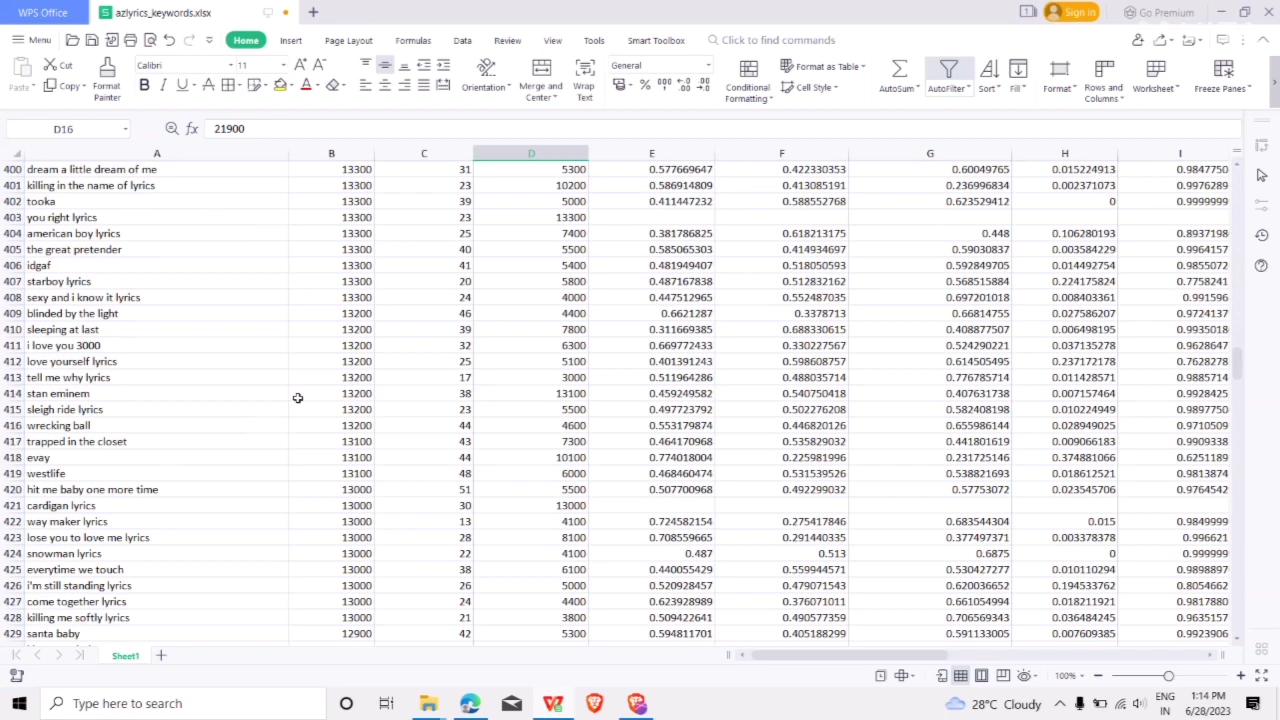 WPS Office azlyrics_keywords.xlsx + 1 Sign in Go Premium
Menu Home Insert Page Layout Formulas Data Review View Tools Smart Toolbox Click to find commands
Paste Cut Copy Format Painter Calibri 11 General Orientation Merge and Center Wrap Text Conditional Formatting Format as Table Cell Style AutoSum AutoFilter Sort Fill Format Rows and Columns Worksheet Freeze Panes
D16 fx 21900
A B C D E F G H I
400 dream a little dream of me 13300 31 5300 0.577669647 0.422330353 0.60049765 0.015224913 0.9847750
401 killing in the name of lyrics 13300 23 10200 0.586914809 0.413085191 0.236996834 0.002371073 0.9976289
402 tooka 13300 39 5000 0.411447232 0.588552768 0.623529412 0 0.9999999
403 you right lyrics 13300 23 13300
404 american boy lyrics 13300 25 7400 0.381786825 0.618213175 0.448 0.106280193 0.8937198
405 the great pretender 13300 40 5500 0.585065303 0.414934697 0.59030837 0.003584229 0.9964157
406 idgaf 13300 41 5400 0.481949407 0.518050593 0.592849705 0.014492754 0.9855072
407 starboy lyrics 13300 20 5800 0.487167838 0.512832162 0.568515884 0.224175824 0.7758241
408 sexy and i know it lyrics 13300 24 4000 0.447512965 0.552487035 0.697201018 0.008403361 0.991596
409 blinded by the light 13200 46 4400 0.6621287 0.3378713 0.66814755 0.027586207 0.9724137
410 sleeping at last 13200 39 7800 0.311669385 0.688330615 0.408877507 0.006498195 0.9935018
411 i love you 3000 13200 32 6300 0.669772433 0.330227567 0.524290221 0.037135278 0.9628647
412 love yourself lyrics 13200 25 5100 0.401391243 0.598608757 0.614505495 0.237172178 0.7628278
413 tell me why lyrics 13200 17 3000 0.511964286 0.488035714 0.776785714 0.011428571 0.9885714
414 stan eminem 13200 38 13100 0.459249582 0.540750418 0.407631738 0.007157464 0.9928425
415 sleigh ride lyrics 13200 23 5500 0.497723792 0.502276208 0.582408198 0.010224949 0.9897750
416 wrecking ball 13200 44 4600 0.553179874 0.446820126 0.655986144 0.028949025 0.9710509
417 trapped in the closet 13100 43 7300 0.464170968 0.535829032 0.441801619 0.009066183 0.9909338
418 evay 13100 44 10100 0.774018004 0.225981996 0.231725146 0.374881066 0.6251189
419 westlife 13100 48 6000 0.468460474 0.531539526 0.538821693 0.018612521 0.9813874
420 hit me baby one more time 13000 51 5500 0.507700968 0.492299032 0.57753072 0.023545706 0.9764542
421 cardigan lyrics 13000 30 13000
422 way maker lyrics 13000 13 4100 0.724582154 0.275417846 0.683544304 0.015 0.9849999
423 lose you to love me lyrics 13000 28 8100 0.708559665 0.291440335 0.377497371 0.003378378 0.996621
424 snowman lyrics 13000 22 4100 0.487 0.513 0.6875 0 0.999999
425 everytime we touch 13000 38 6100 0.440055429 0.559944571 0.530427277 0.010110294 0.9898897
426 i'm still standing lyrics 13000 26 5000 0.520928457 0.479071543 0.620036652 0.194533762 0.8054662
427 come together lyrics 13000 24 4400 0.623928989 0.376071011 0.661054994 0.018211921 0.9817880
428 killing me softly lyrics 13000 21 3800 0.509422641 0.490577359 0.706569343 0.036484245 0.9635157
429 santa baby 12900 42 5300 0.594811701 0.405188299 0.591133005 0.007609385 0.9923906
Sheet1 +
100%
Type here to search 28°C Cloudy ENG IN 1:14 PM 6/28/2023